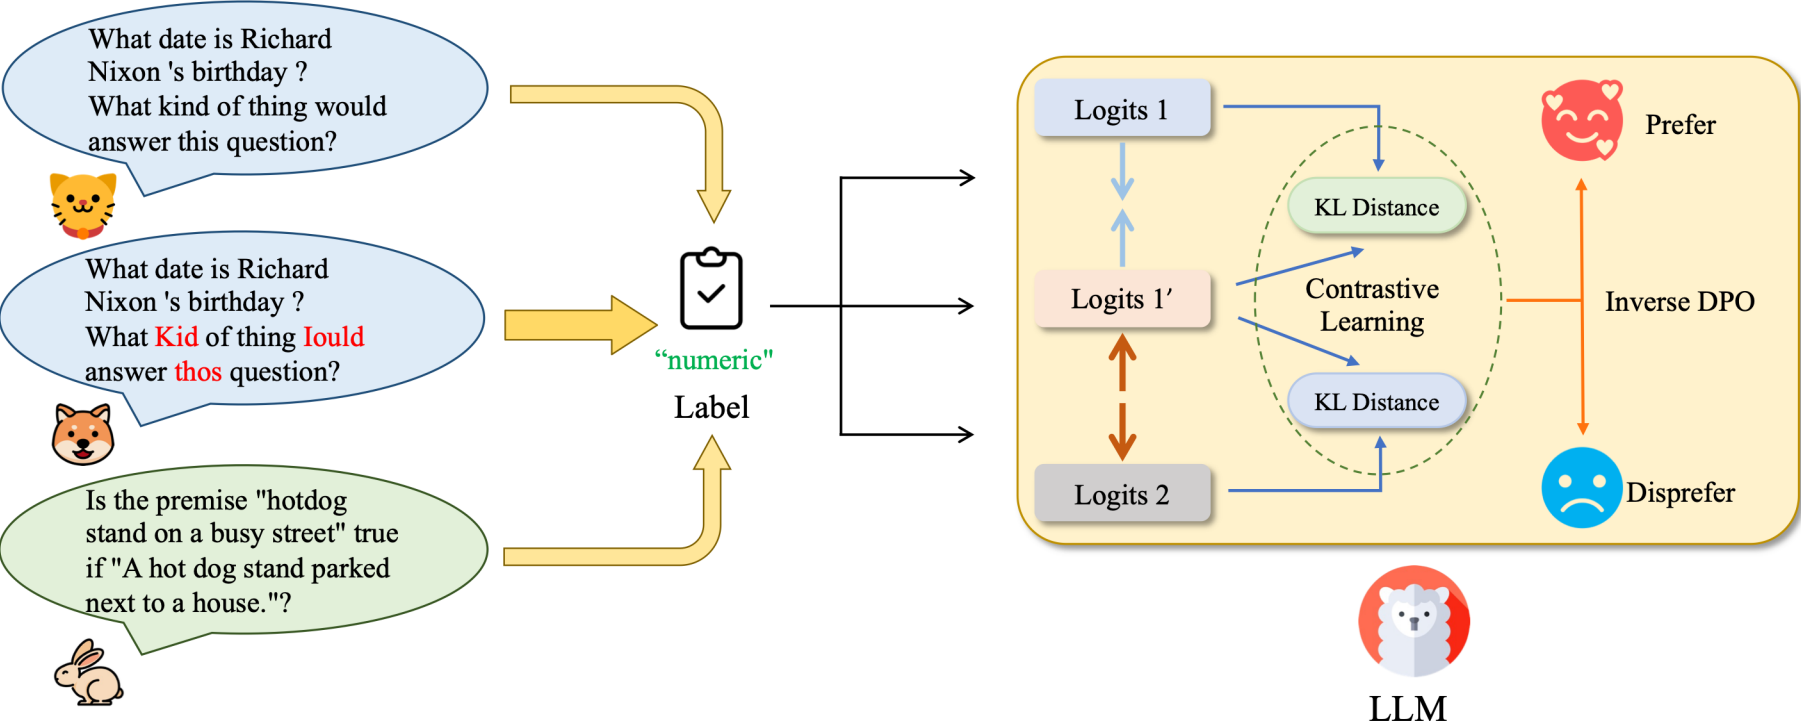 What date is Richard
Nixon 's birthday ?
What kind of thing would
answer this question?
What date is Richard
Nixon 's birthday ?
What Kid of thing Iould
answer thos question?
Is the premise "hotdog
stand on a busy street" true
if "A hot dog stand parked
next to a house."?
“numeric"
Label
Logits 1
Logits 1′
Logits 2
KL Distance
Contrastive
Learning
KL Distance
Prefer
Inverse DPO
Disprefer
LLM